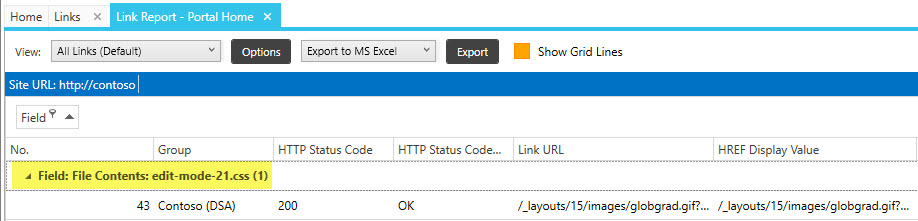 Home Links × Link Report - Portal Home ×
View: All Links (Default) Options Export to MS Excel Export Show Grid Lines
Site URL: http://contoso
Field
No. Group HTTP Status Code HTTP Status Code... Link URL HREF Display Value
Field: File Contents: edit-mode-21.css (1)
43 Contoso (DSA) 200 OK /_layouts/15/images/globgrad.gif?... /_layouts/15/images/globgrad.gif?...